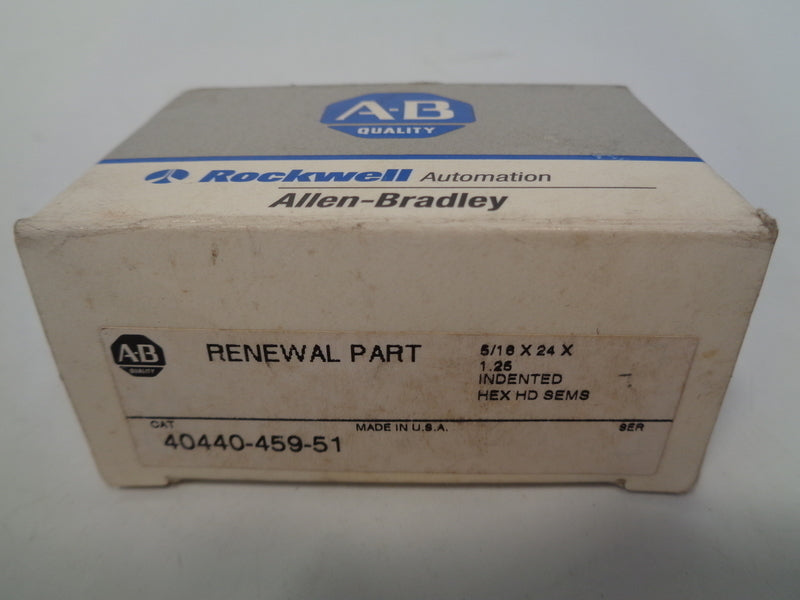 A-B
QUALITY
Rockwell Automation
Allen-Bradley
A-B
QUALITY
RENEWAL PART
5/16 X 24 X
1.25
INDENTED
HEX HD SEMS
CAT
MADE IN U.S.A.
SER
40440-459-51